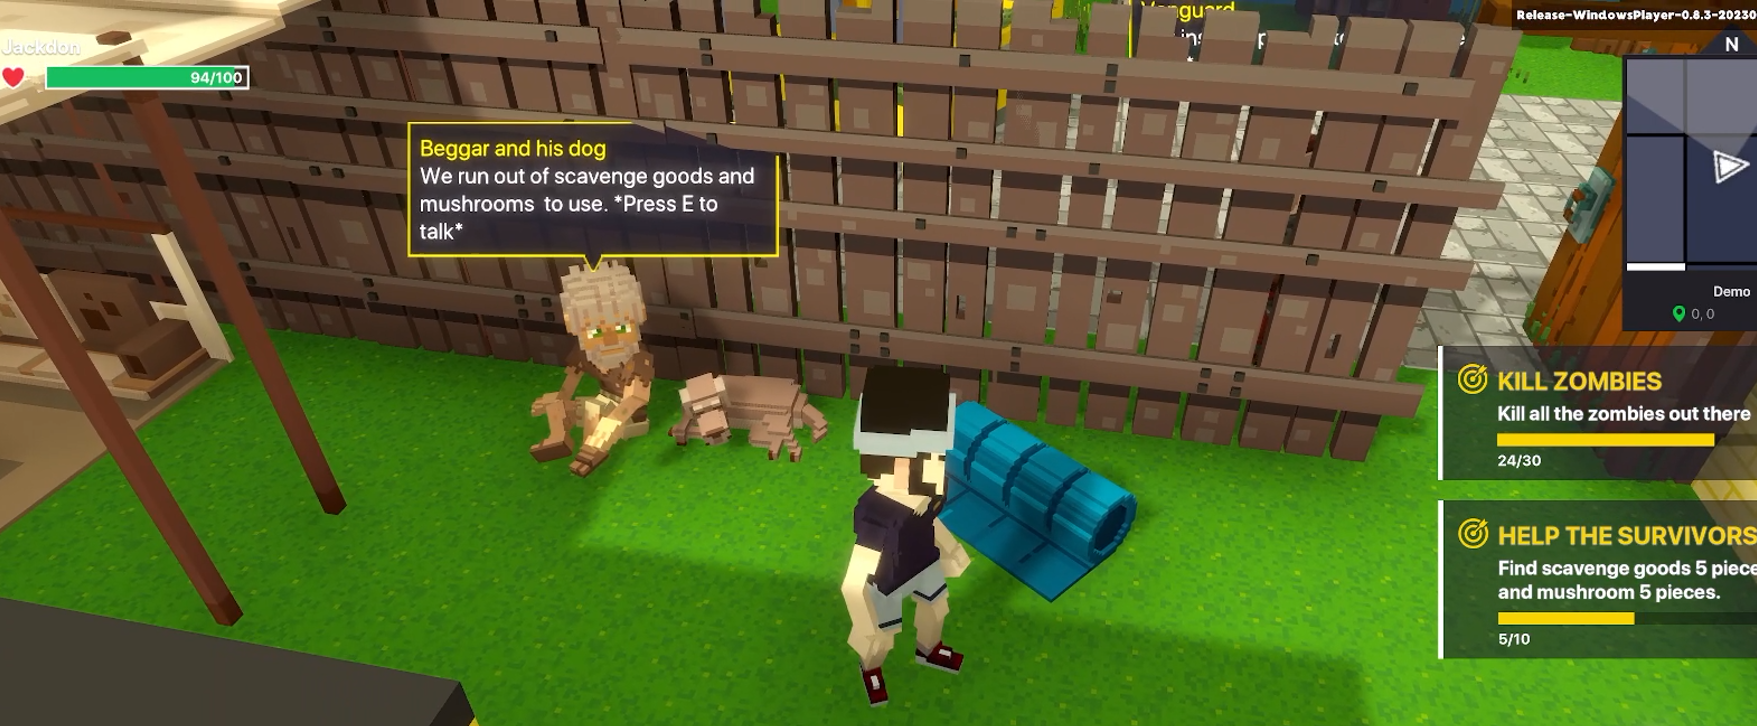 Release-WindowsPlayer-0.8.3-20230
Vanguard
N
Jackdon
94/100
Beggar and his dog
We run out of scavenge goods and
mushrooms to use. *Press E to
talk*
Demo
0, 0
KILL ZOMBIES
Kill all the zombies out there
24/30
HELP THE SURVIVORS
Find scavenge goods 5 piece
and mushroom 5 pieces.
5/10